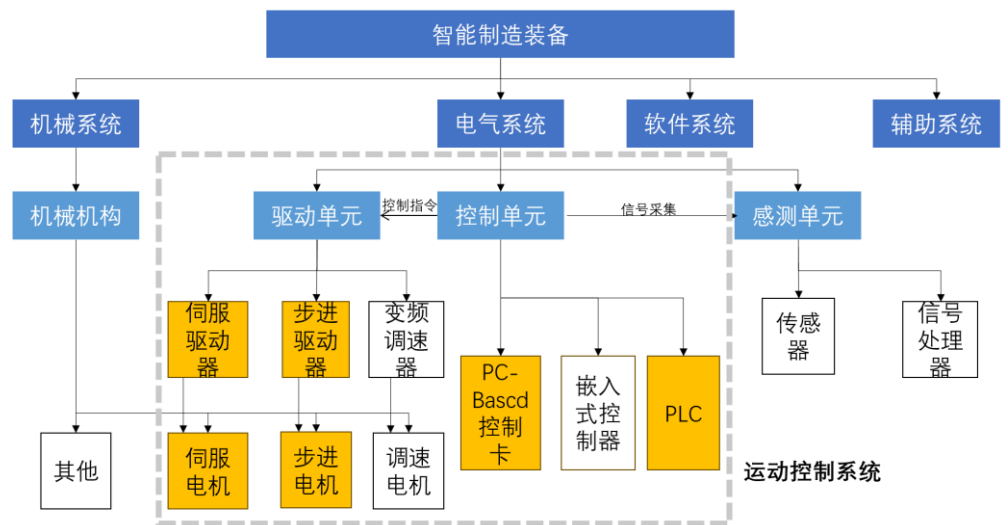 智能制造装备
机械系统
电气系统
软件系统
辅助系统
机械机构
驱动单元
控制指令
控制单元
信号采集
感测单元
伺服
驱动
器
步进
驱动
器
变频
调速
器
PC-
Bascd
控制
卡
嵌入
式控
制器
PLC
传感
器
信号
处理
器
其他
伺服
电机
步进
电机
调速
电机
运动控制系统